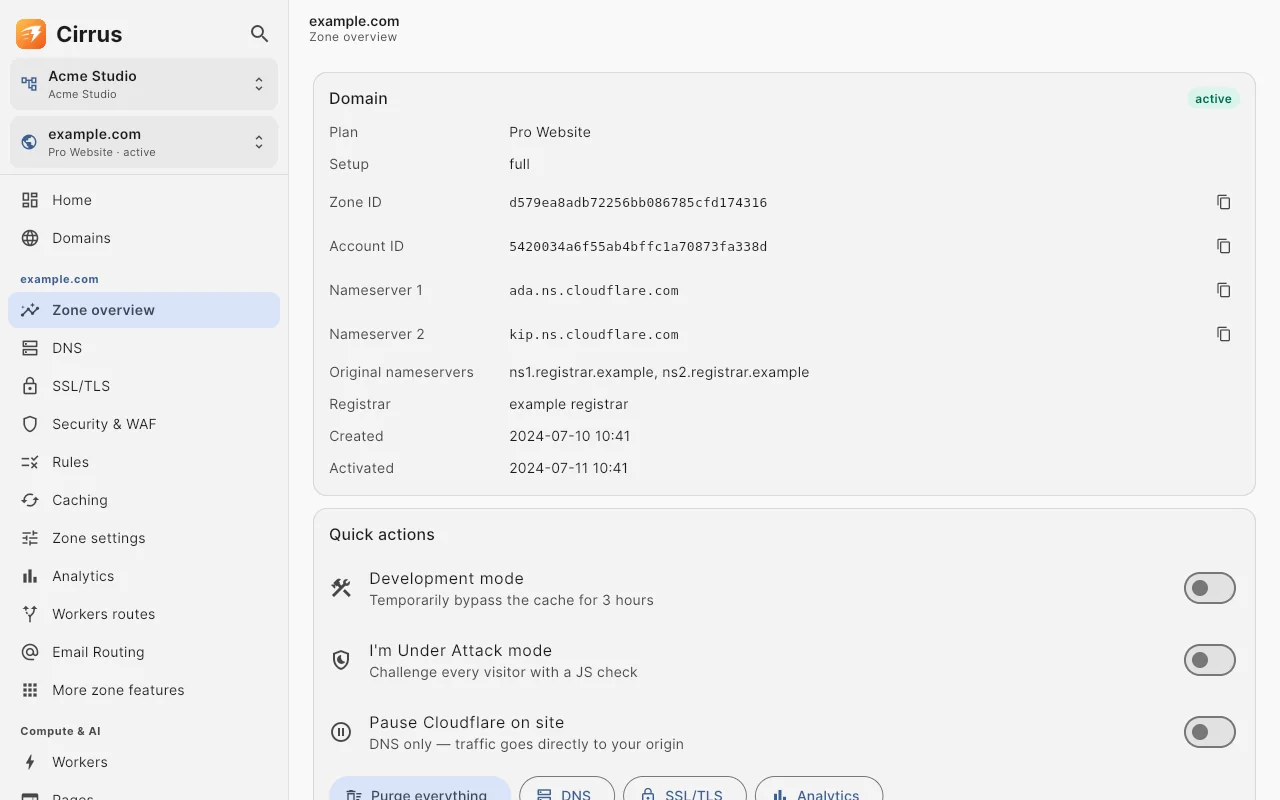 Cirrus
Acme Studio
Acme Studio
example.com
Pro Website · active
Home
Domains
example.com
Zone overview
DNS
SSL/TLS
Security & WAF
Rules
Caching
Zone settings
Analytics
Workers routes
Email Routing
More zone features
Compute & AI
Workers
Pages
example.com
Zone overview
Domain active
Plan Pro Website
Setup full
Zone ID d579ea8adb72256bb086785cfd174316
Account ID 5420034a6f55ab4bffc1a70873fa338d
Nameserver 1 ada.ns.cloudflare.com
Nameserver 2 kip.ns.cloudflare.com
Original nameservers ns1.registrar.example, ns2.registrar.example
Registrar example registrar
Created 2024-07-10 10:41
Activated 2024-07-11 10:41
Quick actions
Development mode
Temporarily bypass the cache for 3 hours
I'm Under Attack mode
Challenge every visitor with a JS check
Pause Cloudflare on site
DNS only — traffic goes directly to your origin
Purge everything DNS SSL/TLS Analytics